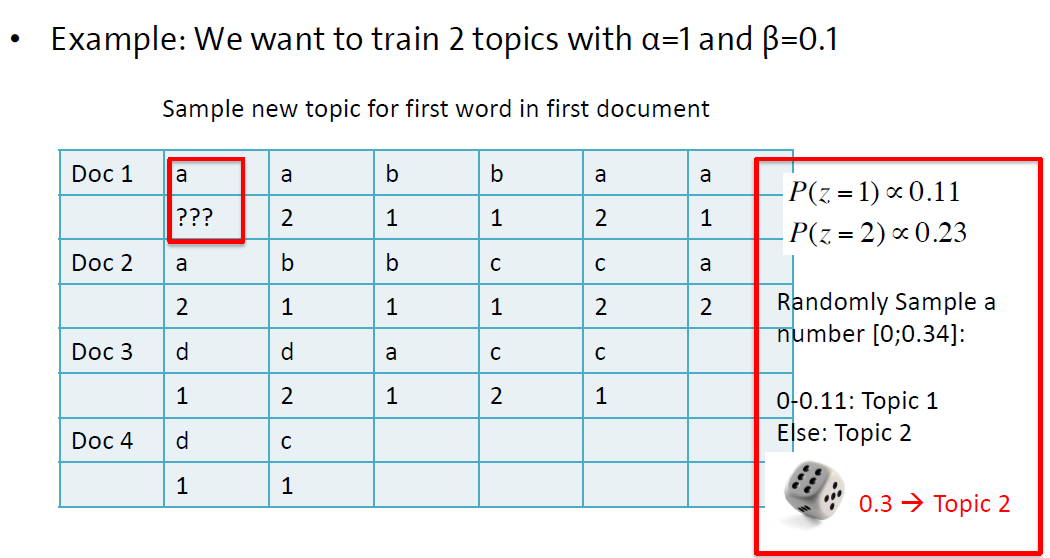 • Example: We want to train 2 topics with α=1 and β=0.1
Sample new topic for first word in first document
Doc 1 a a b b a a
??? 2 1 1 2 1
Doc 2 a b b c c a
2 1 1 1 2 2
Doc 3 d d a c c
1 2 1 2 1
Doc 4 d c
1 1
P(z = 1) ∝ 0.11
P(z = 2) ∝ 0.23
Randomly Sample a
number [0;0.34]:
0-0.11: Topic 1
Else: Topic 2
0.3 → Topic 2